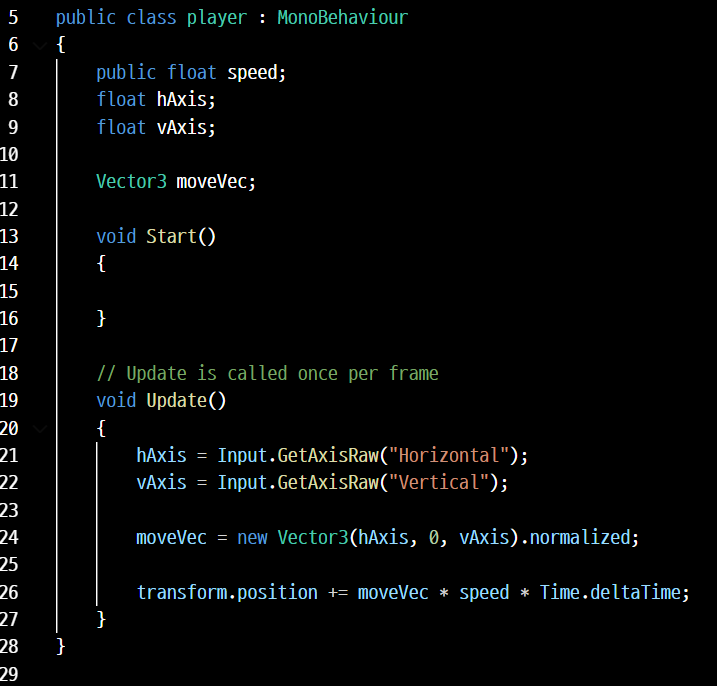 5 public class player : MonoBehaviour
6 {
7 public float speed;
8 float hAxis;
9 float vAxis;
10
11 Vector3 moveVec;
12
13 void Start()
14 {
15
16 }
17
18 // Update is called once per frame
19 void Update()
20 {
21 hAxis = Input.GetAxisRaw("Horizontal");
22 vAxis = Input.GetAxisRaw("Vertical");
23
24 moveVec = new Vector3(hAxis, 0, vAxis).normalized;
25
26 transform.position += moveVec * speed * Time.deltaTime;
27 }
28 }
29